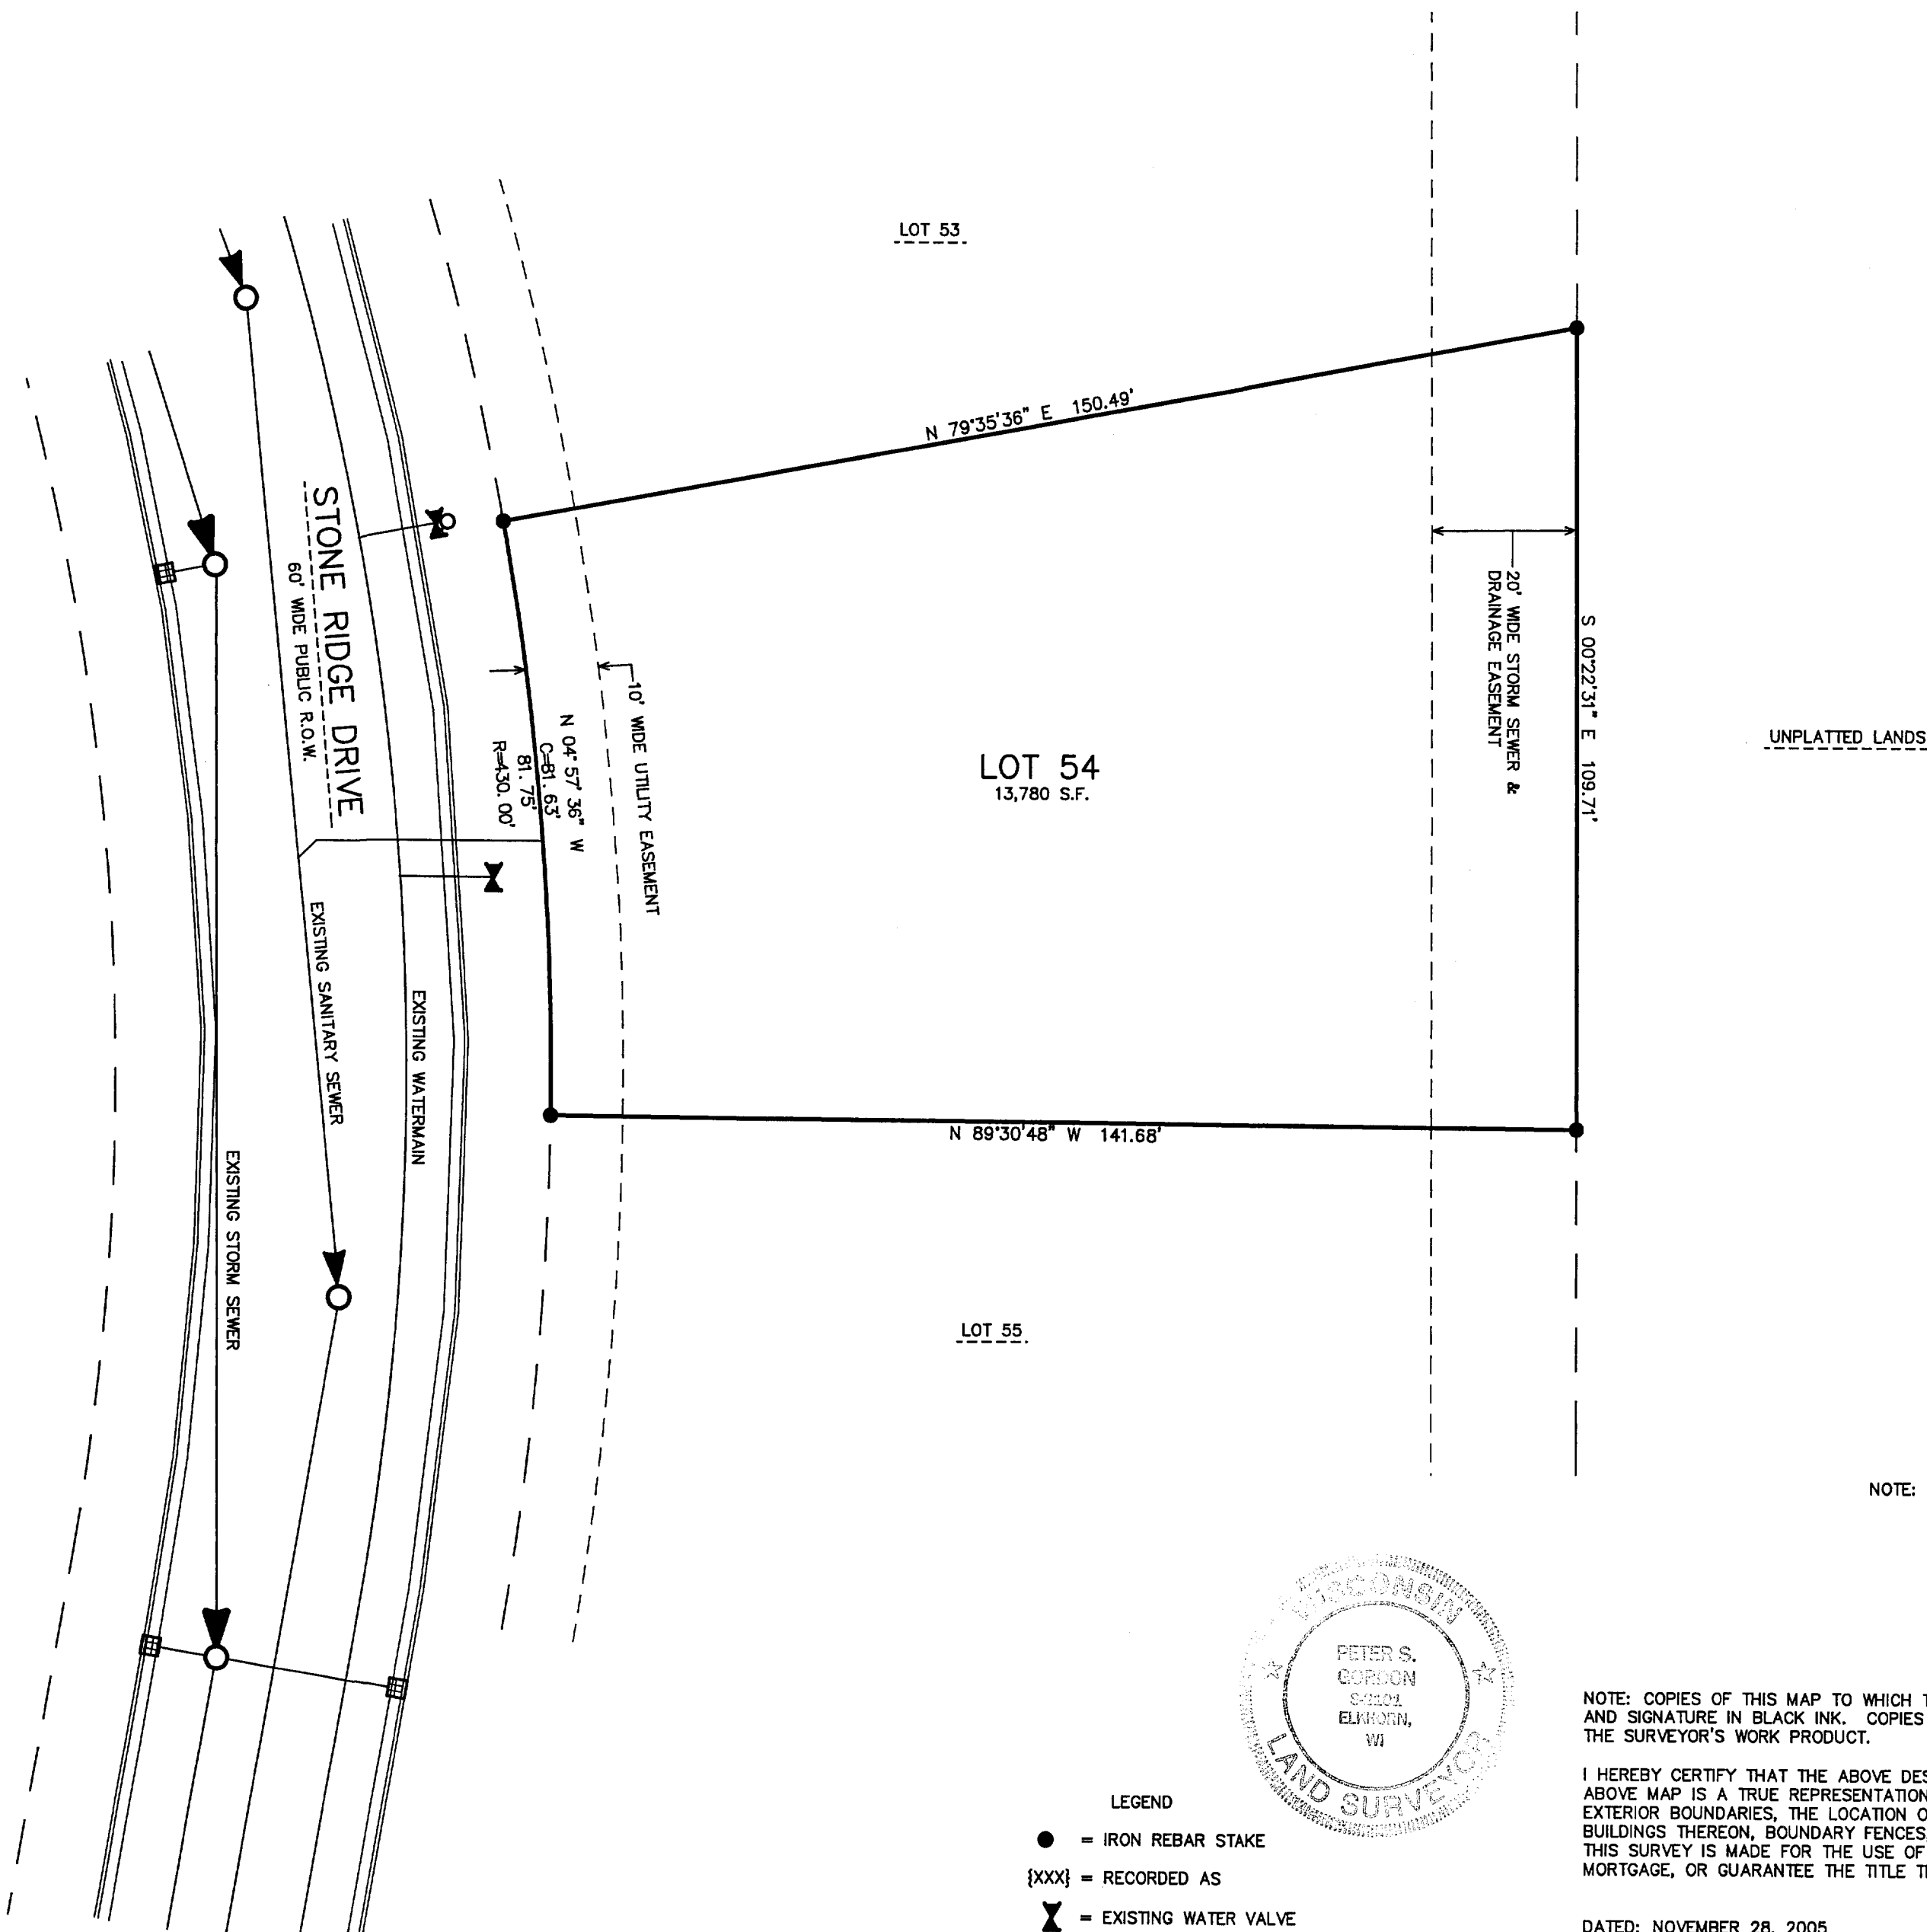 LOT 53
N 79°35'36" E 150.49'
STONE RIDGE DRIVE
60' WIDE PUBLIC R.O.W.
20' WIDE STORM SEWER &
DRAINAGE EASEMENT
S 00°22'31" E 109.71'
10' WIDE UTILITY EASEMENT
N 04°57'36" W
C=81.63'
81.75'
R=430.00'
LOT 54
13,780 S.F.
UNPLATTED LANDS
EXISTING SANITARY SEWER
EXISTING WATERMAIN
EXISTING STORM SEWER
N 89°30'48" W 141.68'
LOT 55
NOTE:
WISCONSIN
PETER S.
GORDON
ELKHORN,
WI
LAND SURVEYOR
NOTE: COPIES OF THIS MAP TO WHICH T
AND SIGNATURE IN BLACK INK. COPIES
THE SURVEYOR'S WORK PRODUCT.
I HEREBY CERTIFY THAT THE ABOVE DES
ABOVE MAP IS A TRUE REPRESENTATION
EXTERIOR BOUNDARIES, THE LOCATION O
BUILDINGS THEREON, BOUNDARY FENCES,
THIS SURVEY IS MADE FOR THE USE OF
MORTGAGE, OR GUARANTEE THE TITLE T
DATED: NOVEMBER 28, 2005
LEGEND
= IRON REBAR STAKE
{XXX} = RECORDED AS
= EXISTING WATER VALVE